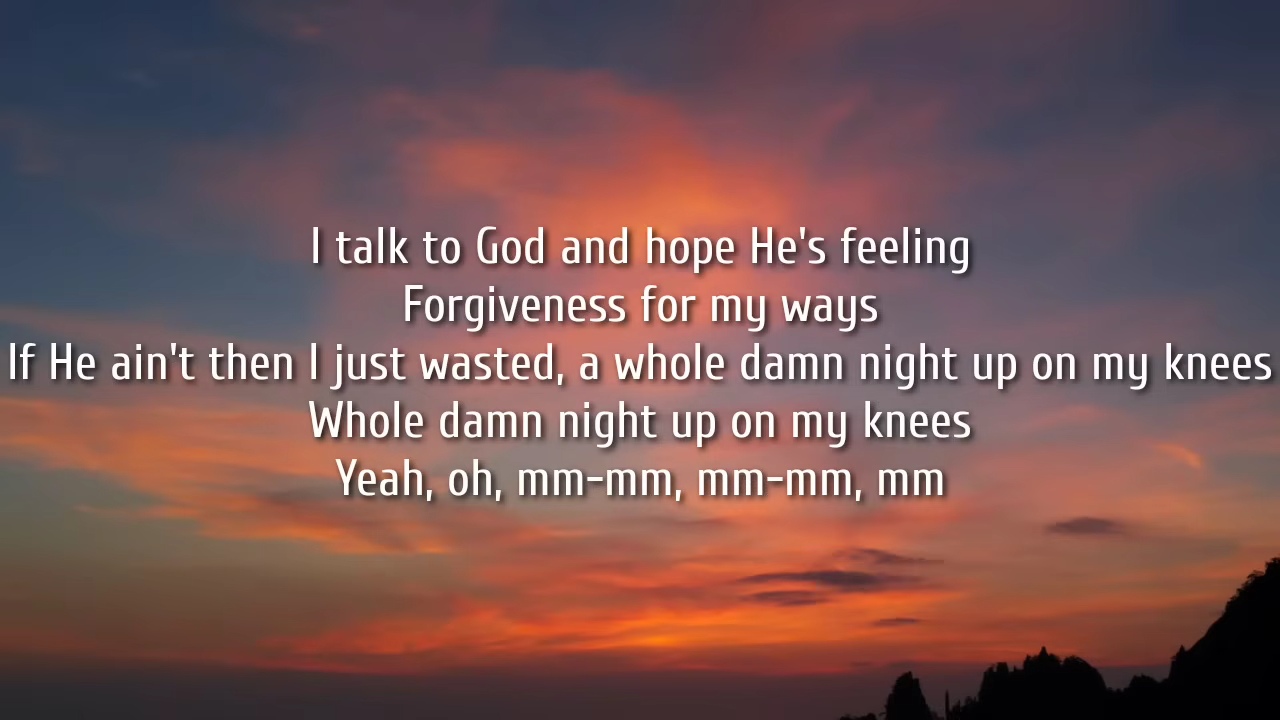 I talk to God and hope He's feeling
Forgiveness for my ways
If He ain't then I just wasted, a whole damn night up on my knees
Whole damn night up on my knees
Yeah, oh, mm-mm, mm-mm, mm